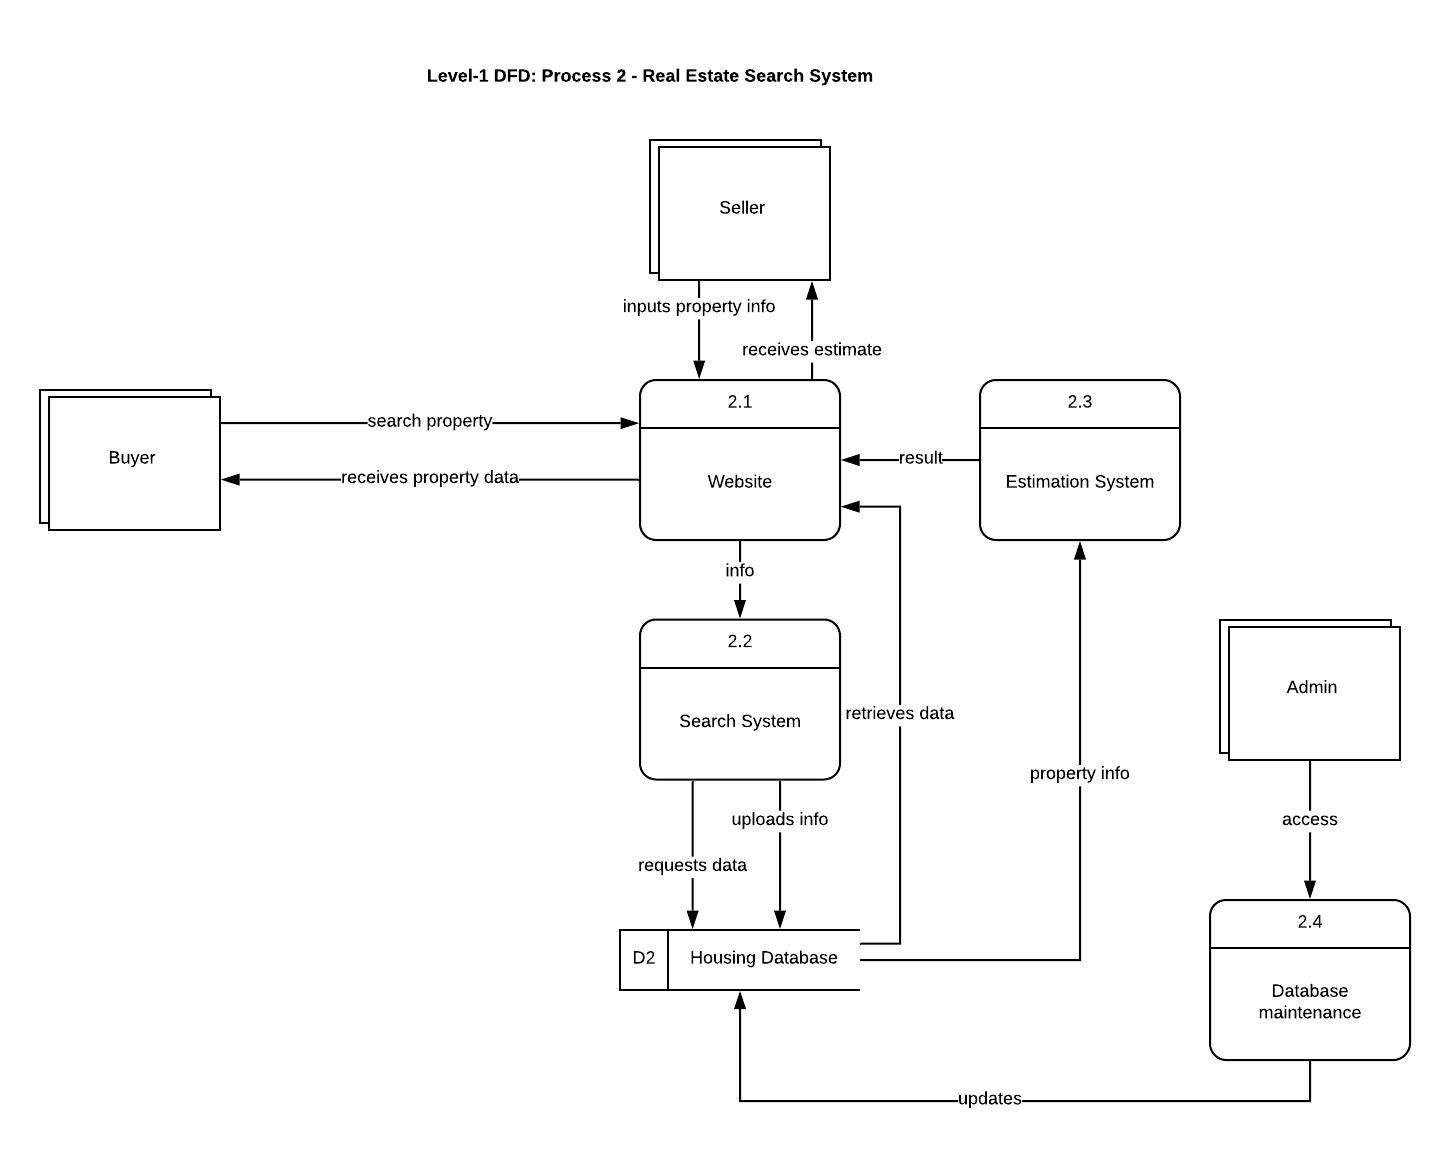 Level-1 DFD: Process 2 - Real Estate Search System
Seller
inputs property info
receives estimate
Buyer
search property
receives property data
2.1
Website
result
2.3
Estimation System
info
2.2
Search System
retrieves data
property info
Admin
access
uploads info
requests data
D2
Housing Database
2.4
Database
maintenance
updates